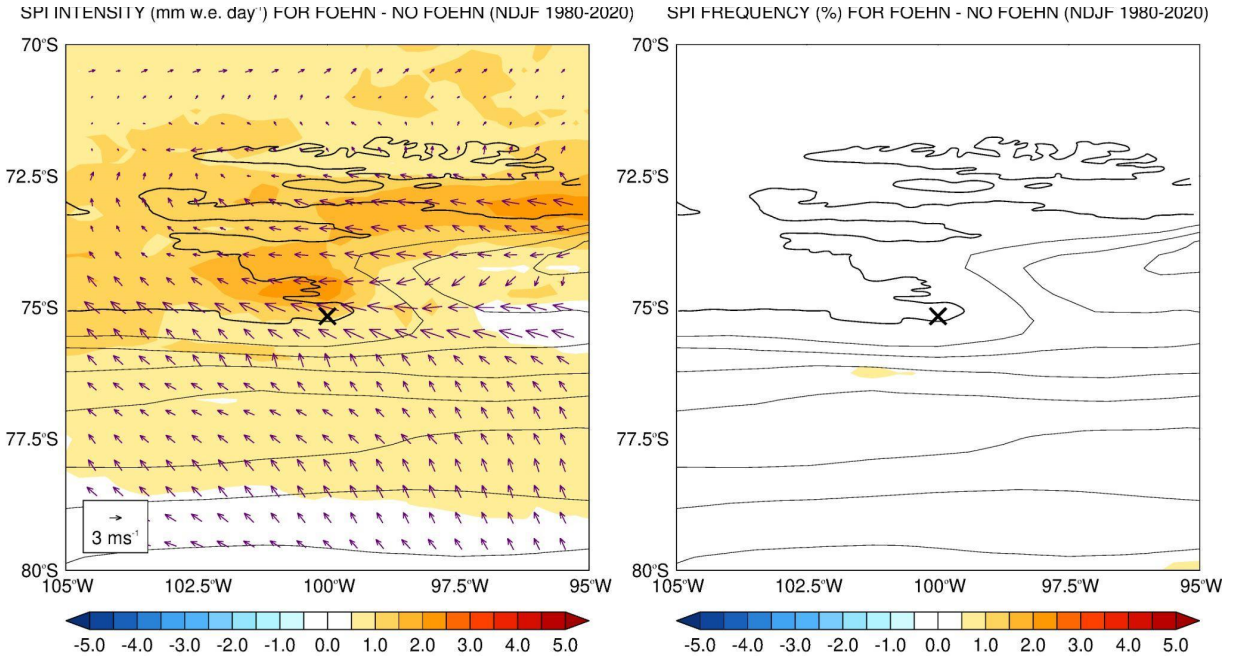 SPI INTENSITY (mm w.e. day⁻¹) FOR FOEHN - NO FOEHN (NDJF 1980-2020)
SPI FREQUENCY (%) FOR FOEHN - NO FOEHN (NDJF 1980-2020)
70°S
72.5°S
75°S
77.5°S
80°S
3 ms⁻¹
105°W 102.5°W 100°W 97.5°W 95°W
-5.0 -4.0 -3.0 -2.0 -1.0 0.0 1.0 2.0 3.0 4.0 5.0
70°S
72.5°S
75°S
77.5°S
80°S
105°W 102.5°W 100°W 97.5°W 95°W
-5.0 -4.0 -3.0 -2.0 -1.0 0.0 1.0 2.0 3.0 4.0 5.0